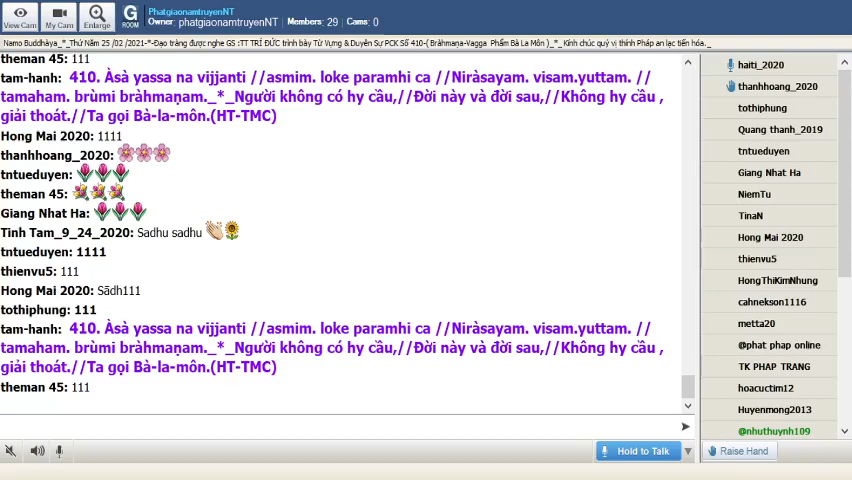 PhatgiaonamtruyenNT
Owner: phatgiaonamtruyenNT | Members: 29 | Cams: 0
View Cam
My Cam
Enlarge
G
ROOM
Namo Buddhàya_*_Thứ Năm 25 /02 /2021-*-Đạo tràng được nghe GS :TT TRÍ ĐỨC trình bày Từ Vựng & Duyên Sự PCK Số 410-( Bràhmaṇa-Vagga Phẩm Bà La Môn )_*_Kính chúc quý vị thính Pháp an lạc tiến hóa._
theman 45: 111
tam-hanh: 410. Àsà yassa na vijjanti //asmim. loke paramhi ca //Niràsayam. visam.yuttam. //
tamaham. brùmi bràhmaṇam._*_Người không có hy cầu,//Đời này và đời sau,//Không hy cầu ,
giải thoát.//Ta gọi Bà-la-môn.(HT-TMC)
Hong Mai 2020: 1111
thanhhoang_2020:
tntueduyen:
theman 45:
Giang Nhat Ha:
Tinh Tam_9_24_2020: Sadhu sadhu
tntueduyen: 1111
thienvu5: 111
Hong Mai 2020: Sādh111
tothiphung: 111
tam-hanh: 410. Àsà yassa na vijjanti //asmim. loke paramhi ca //Niràsayam. visam.yuttam. //
tamaham. brùmi bràhmaṇam._*_Người không có hy cầu,//Đời này và đời sau,//Không hy cầu ,
giải thoát.//Ta gọi Bà-la-môn.(HT-TMC)
theman 45: 111
Hold to Talk
haiti_2020
thanhhoang_2020
tothiphung
Quang thanh_2019
tntueduyen
Giang Nhat Ha
NiemTu
TinaN
Hong Mai 2020
thienvu5
HongThiKimNhung
cahnekson1116
metta20
@phat phap online
TK PHAP TRANG
hoacuctim12
Huyenmong2013
@nhuthuynh109
Raise Hand